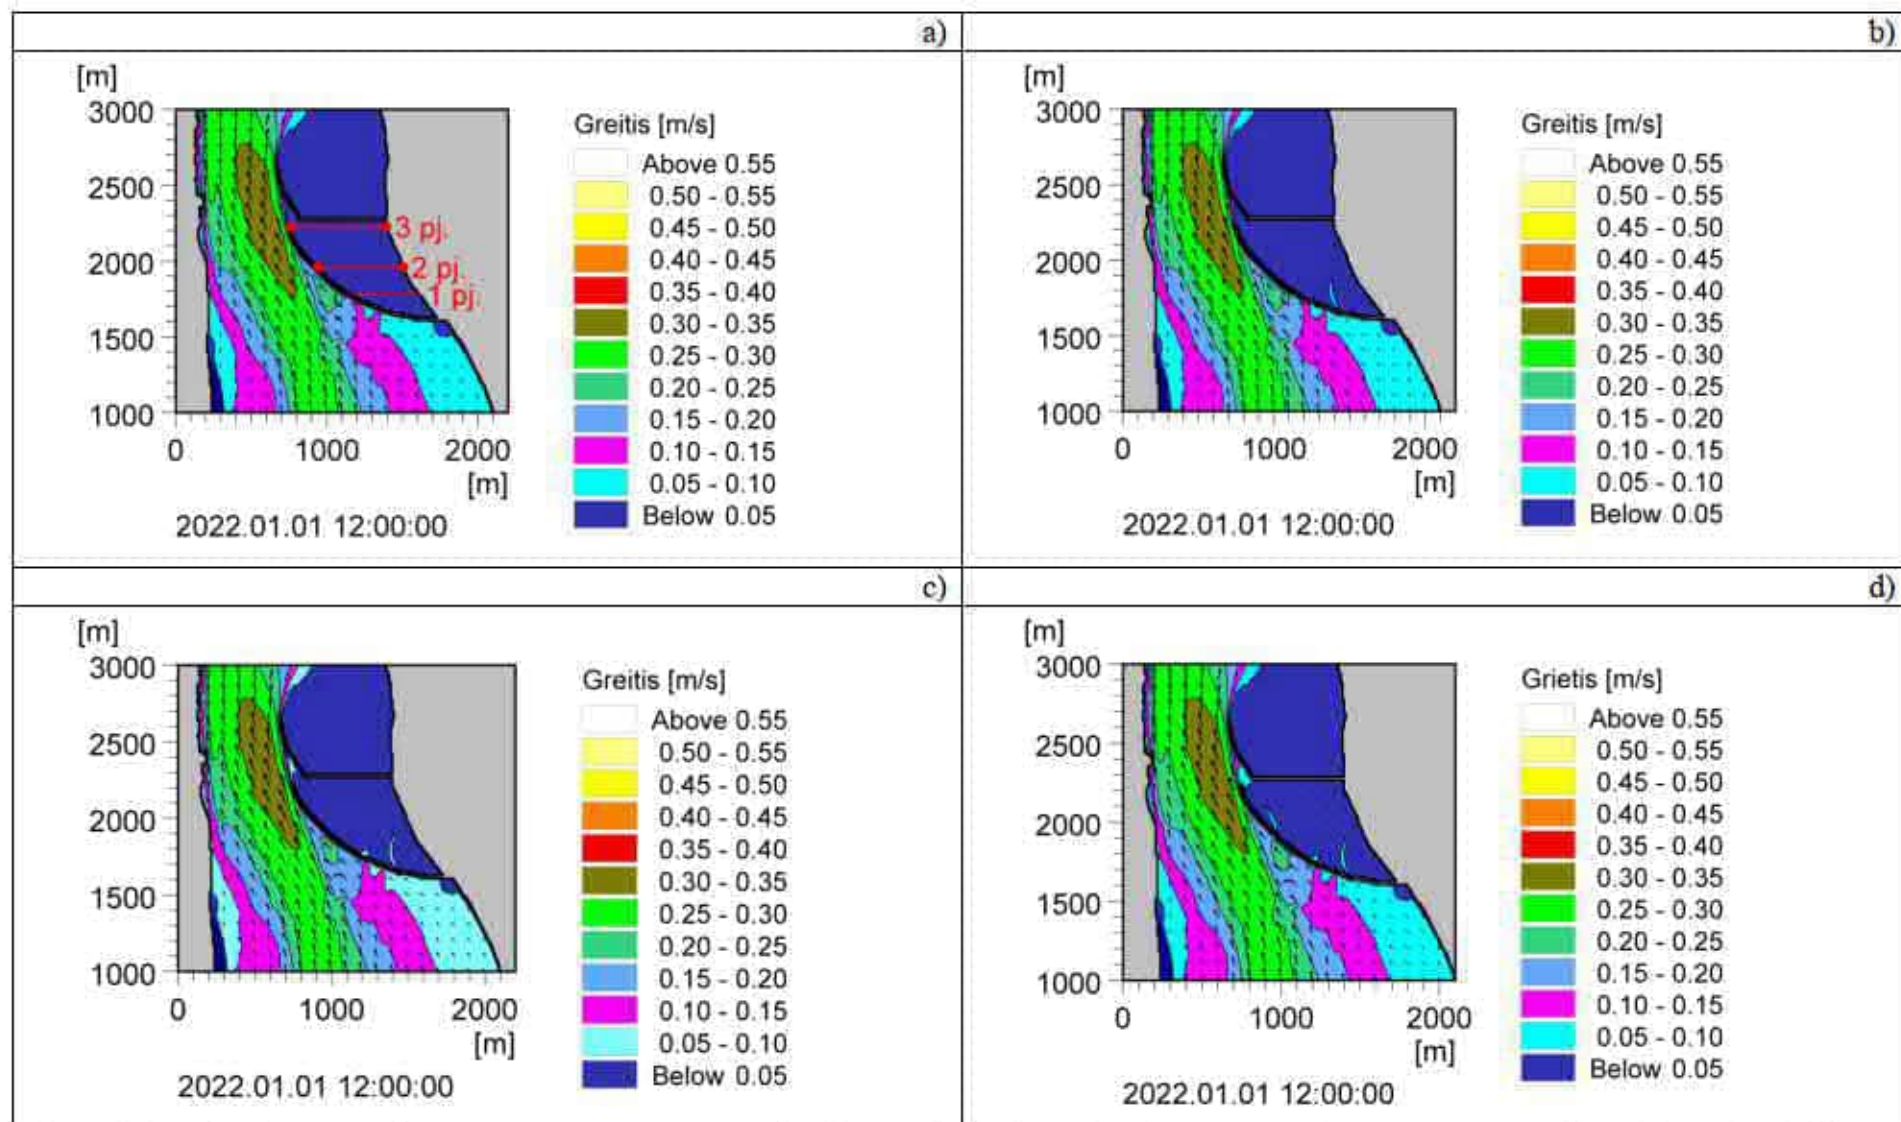 a)
[m]
3000
2500
2000
1500
1000
0 1000 2000
[m]
3 pj.
2 pj.
1 pj.
Greitis [m/s]
Above 0.55
0.50 - 0.55
0.45 - 0.50
0.40 - 0.45
0.35 - 0.40
0.30 - 0.35
0.25 - 0.30
0.20 - 0.25
0.15 - 0.20
0.10 - 0.15
0.05 - 0.10
Below 0.05
2022.01.01 12:00:00
b)
[m]
3000
2500
2000
1500
1000
0 1000 2000
[m]
Greitis [m/s]
Above 0.55
0.50 - 0.55
0.45 - 0.50
0.40 - 0.45
0.35 - 0.40
0.30 - 0.35
0.25 - 0.30
0.20 - 0.25
0.15 - 0.20
0.10 - 0.15
0.05 - 0.10
Below 0.05
2022.01.01 12:00:00
c)
[m]
3000
2500
2000
1500
1000
0 1000 2000
[m]
Greitis [m/s]
Above 0.55
0.50 - 0.55
0.45 - 0.50
0.40 - 0.45
0.35 - 0.40
0.30 - 0.35
0.25 - 0.30
0.20 - 0.25
0.15 - 0.20
0.10 - 0.15
0.05 - 0.10
Below 0.05
2022.01.01 12:00:00
d)
[m]
3000
2500
2000
1500
1000
0 1000 2000
[m]
Grietis [m/s]
Above 0.55
0.50 - 0.55
0.45 - 0.50
0.40 - 0.45
0.35 - 0.40
0.30 - 0.35
0.25 - 0.30
0.20 - 0.25
0.15 - 0.20
0.10 - 0.15
0.05 - 0.10
Below 0.05
2022.01.01 12:00:00